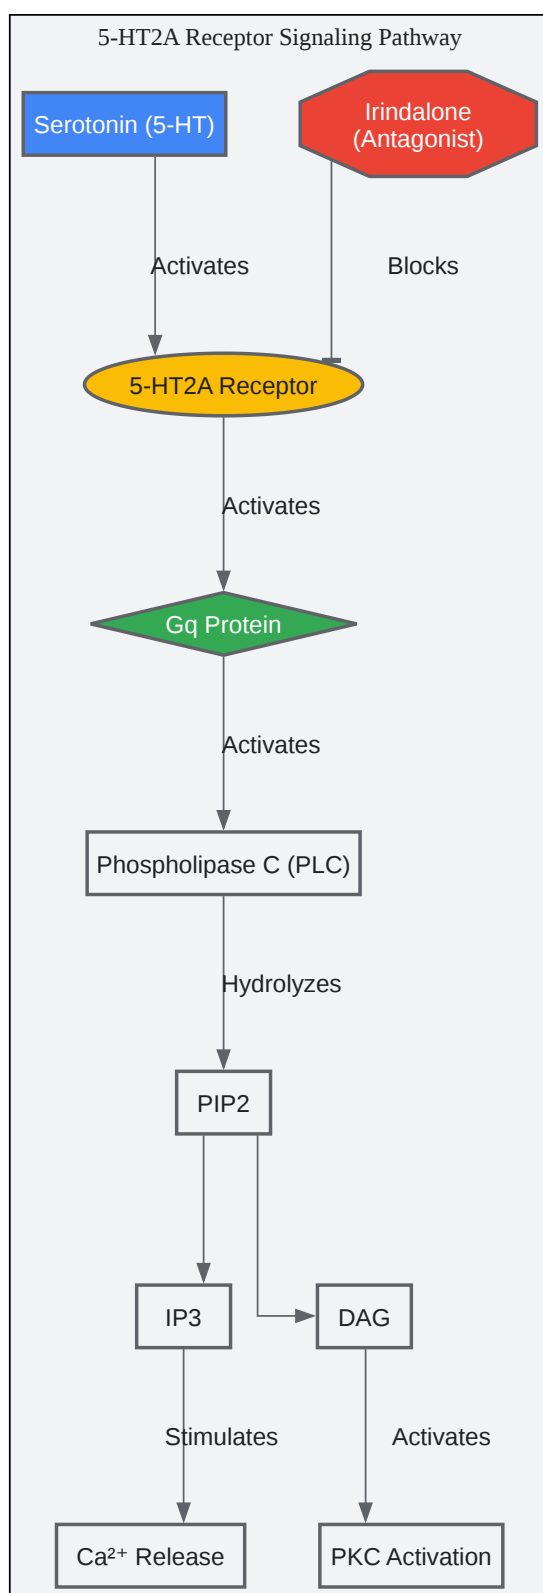 5-HT2A Receptor Signaling Pathway
Serotonin (5-HT)
Irindalone
(Antagonist)
Activates
Blocks
5-HT2A Receptor
Activates
Gq Protein
Activates
Phospholipase C (PLC)
Hydrolyzes
PIP2
IP3
DAG
Stimulates
Activates
Ca²⁺ Release
PKC Activation